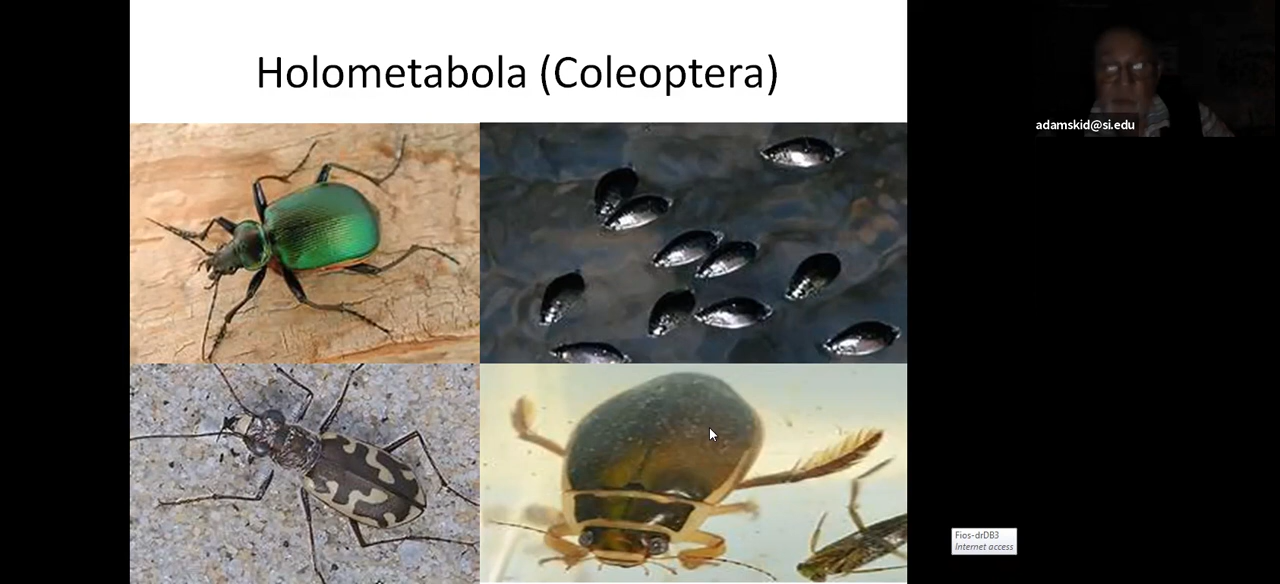 Holometabola (Coleoptera)
adamskid@si.edu
Fios-drDB3
Internet access